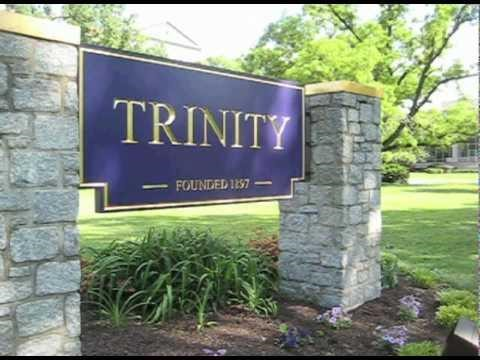 TRINITY
— FOUNDED 1897 —